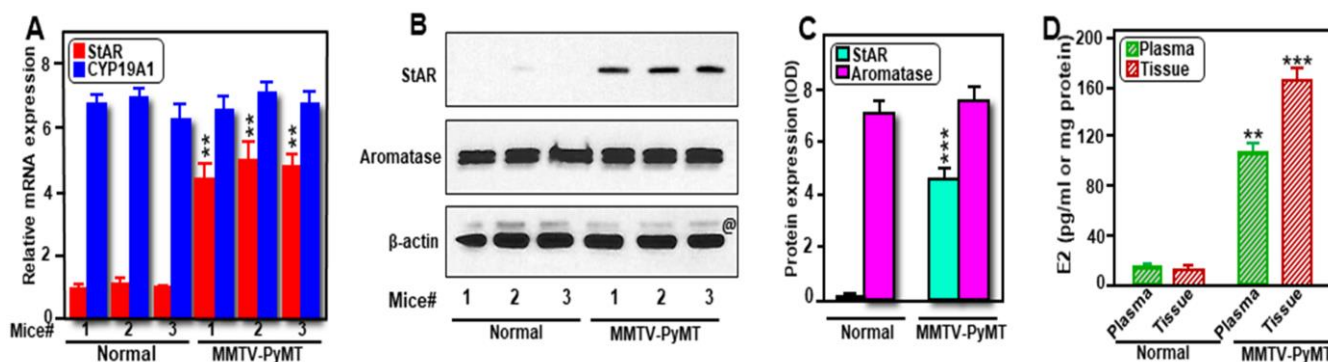 A
StAR
CYP19A1
Relative mRNA expression
8
6
4
2
0
** ** **
Mice# 1 2 3 1 2 3
Normal MMTV-PyMT
B
StAR
Aromatase
β-actin
@
Mice# 1 2 3 1 2 3
Normal MMTV-PyMT
C
StAR
Aromatase
Protein expression (IOD)
8
6
4
2
0
***
Normal MMTV-PyMT
D
Plasma
Tissue
E2 (pg/ml or mg protein)
200
160
120
80
40
0
** ***
Plasma Tissue Plasma Tissue
Normal MMTV-PyMT